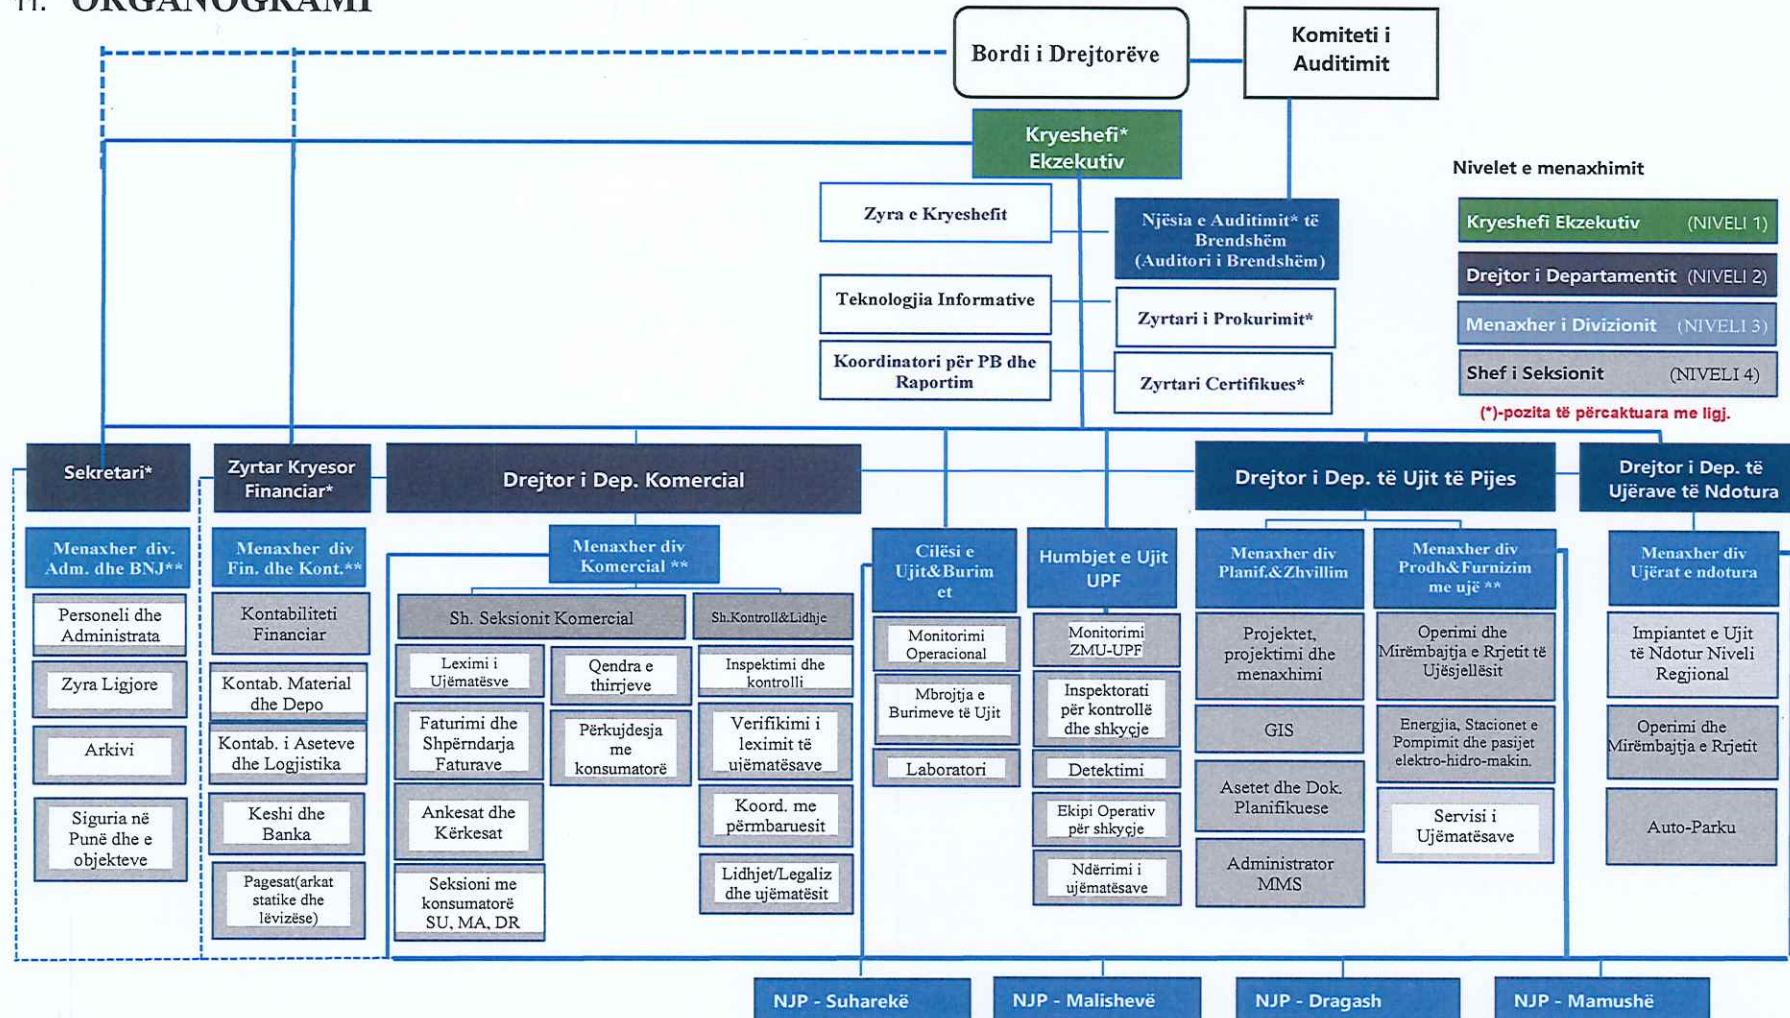 11. ORGANOGRAMI
Bordi i Drejtorëve
Komiteti i
Auditimit
Kryeshefi*
Ekzekutiv
Zyra e Kryeshefit
Njësia e Auditimit* të
Brendshëm
(Auditori i Brendshëm)
Teknologjia Informative
Zyrtari i Prokurimit*
Koordinatori për PB dhe
Raportim
Zyrtari Certifikues*
Nivelet e menaxhimit
Kryeshefi Ekzekutiv (NIVELI 1)
Drejtor i Departamentit (NIVELI 2)
Menaxher i Divizionit (NIVELI 3)
Shef i Seksionit (NIVELI 4)
(*)-pozita të përcaktuara me ligj.
Sekretari*
Zyrtar Kryesor
Financiar*
Drejtor i Dep. Komercial
Drejtor i Dep. të Ujit të Pijes
Drejtor i Dep. të
Ujërave të Ndotura
Menaxher div.
Adm. dhe BNJ**
Personeli dhe
Administrata
Zyra Ligjore
Arkivi
Siguria në
Punë dhe e
objekteve
Menaxher div
Fin. dhe Kont.**
Kontabiliteti
Financiar
Kontab. Material
dhe Depo
Kontab. i Aseteve
dhe Logjistika
Keshi dhe
Banka
Pagesat(arkat
statike dhe
lëvizëse)
Menaxher div
Komercial **
Sh. Seksionit Komercial
Leximi i
Ujëmatësve
Faturimi dhe
Shpërndarja
Faturave
Ankesat dhe
Kërkesat
Seksioni me
konsumatorë
SU, MA, DR
Qendra e
thirrjeve
Përkujdesja
me
konsumatorë
Sh.Kontroll&Lidhje
Inspektimi dhe
kontrolli
Verifikimi i
leximit të
ujëmatësave
Koord. me
përmbaruesit
Lidhjet/Legaliz
dhe ujëmatësit
Cilësi e
Ujit&Burim
et
Monitorimi
Operacional
Mbrojtja e
Burimeve të Ujit
Laboratori
Humbjet e Ujit
UPF
Monitorimi
ZMU-UPF
Inspektorati
për kontrollë
dhe shkyçje
Detektimi
Ekipi Operativ
për shkyçje
Ndërrimi i
ujëmatësave
Menaxher div
Planif.&Zhvillim
Projektet,
projektimi dhe
menaxhimi
GIS
Asetet dhe Dok.
Planifikuese
Administrator
MMS
Menaxher div
Prodh&Furnizim
me ujë **
Operimi dhe
Mirëmbajtja e Rrjetit të
Ujësjellësit
Energjia, Stacionet e
Pompimit dhe pasijet
elektro-hidro-makin.
Servisi i
Ujëmatësave
Menaxher div
Ujërat e ndotura
Impiantet e Ujit
të Ndotur Niveli
Regjional
Operimi dhe
Mirëmbajtja e Rrjetit
Auto-Parku
NJP - Suharekë
NJP - Malishevë
NJP - Dragash
NJP - Mamushë